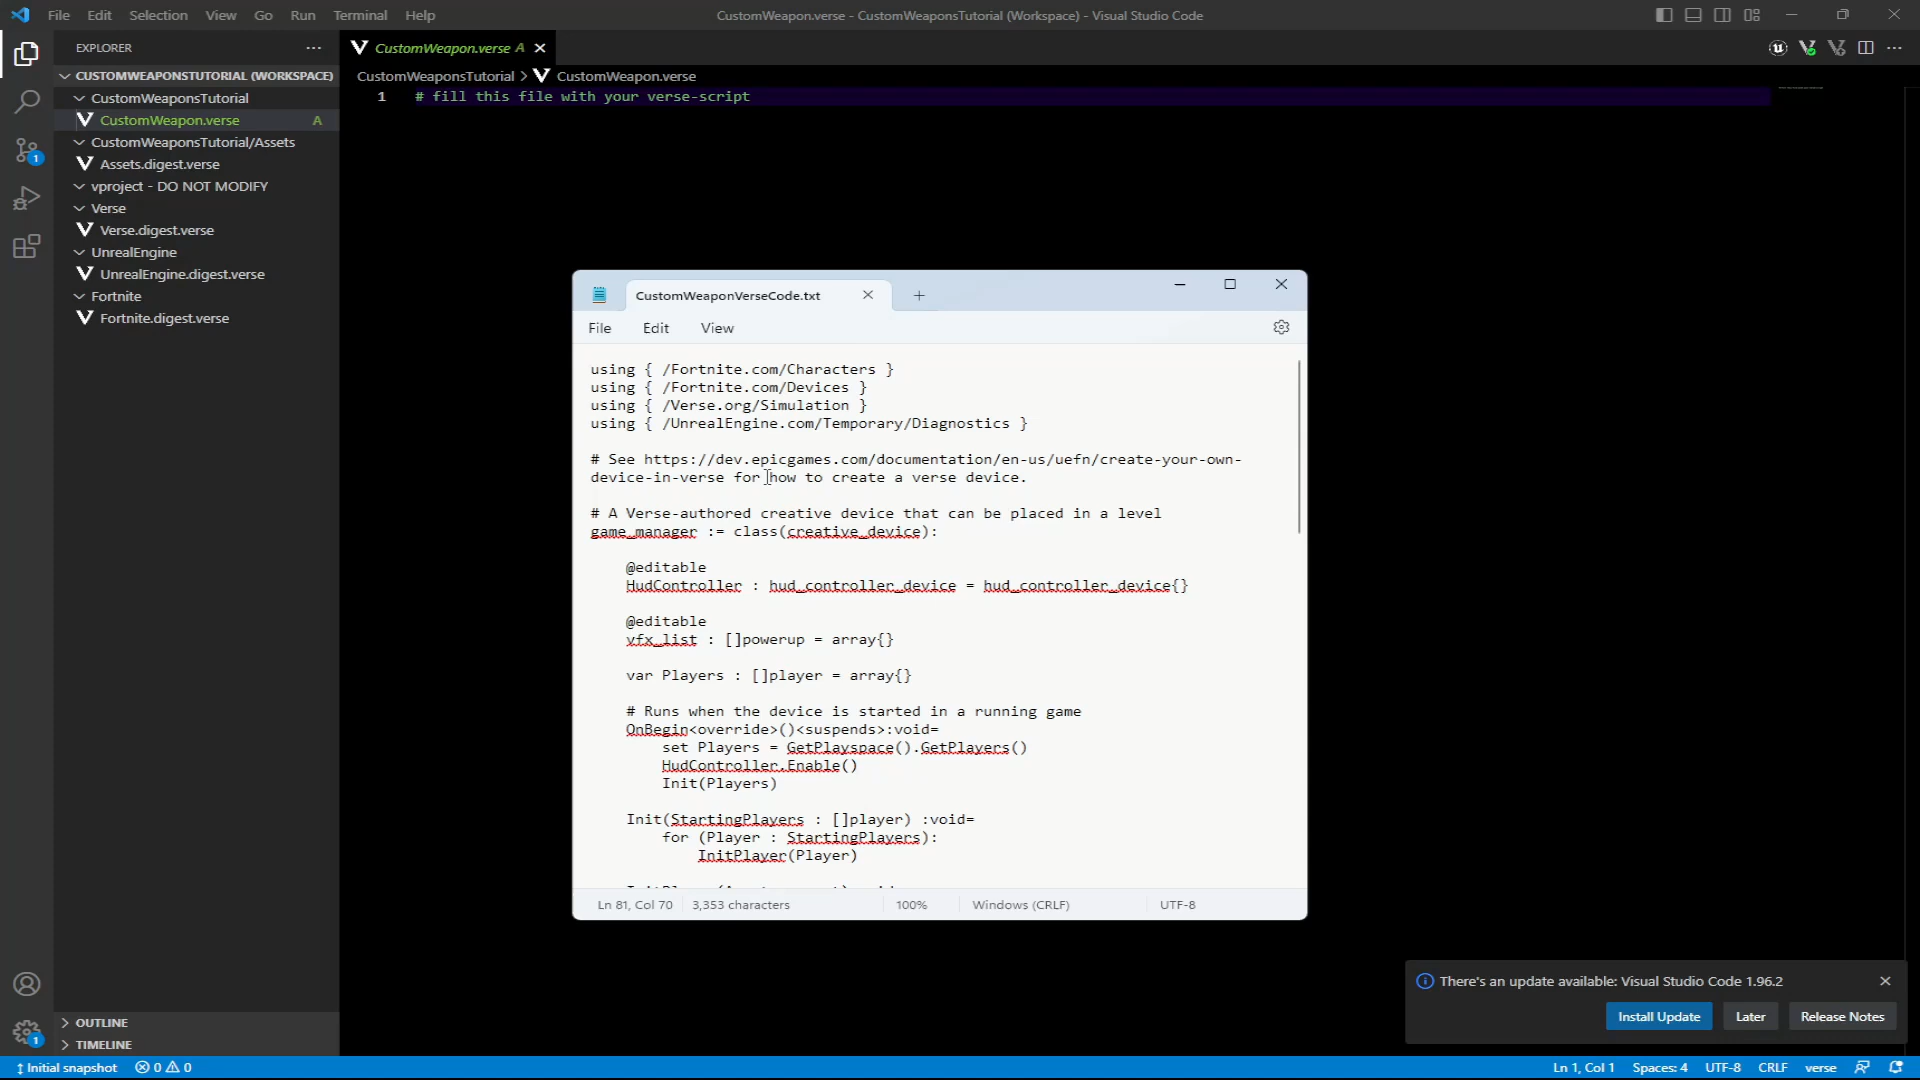 File Edit Selection View Go Run Terminal Help
CustomWeapon.verse - CustomWeaponsTutorial (Workspace) - Visual Studio Code
EXPLORER
CUSTOMWEAPONSTUTORIAL (WORKSPACE)
CustomWeaponsTutorial
CustomWeapon.verse A
CustomWeaponsTutorial/Assets
Assets.digest.verse
vproject - DO NOT MODIFY
Verse
Verse.digest.verse
UnrealEngine
UnrealEngine.digest.verse
Fortnite
Fortnite.digest.verse
OUTLINE
TIMELINE
1
1
CustomWeapon.verse A
CustomWeaponsTutorial > CustomWeapon.verse
1 # fill this file with your verse-script
CustomWeaponVerseCode.txt
File Edit View
using { /Fortnite.com/Characters }
using { /Fortnite.com/Devices }
using { /Verse.org/Simulation }
using { /UnrealEngine.com/Temporary/Diagnostics }
# See https://dev.epicgames.com/documentation/en-us/uefn/create-your-own-
device-in-verse for how to create a verse device.
# A Verse-authored creative device that can be placed in a level
game_manager := class(creative_device):
@editable
HudController : hud_controller_device = hud_controller_device{}
@editable
vfx_list : []powerup = array{}
var Players : []player = array{}
# Runs when the device is started in a running game
OnBegin<override>()<suspends>:void=
set Players = GetPlayspace().GetPlayers()
HudController.Enable()
Init(Players)
Init(StartingPlayers : []player) :void=
for (Player : StartingPlayers):
InitPlayer(Player)
Ln 81, Col 70 3,353 characters 100% Windows (CRLF) UTF-8
There's an update available: Visual Studio Code 1.96.2
Install Update Later Release Notes
Initial snapshot 0 0 Ln 1, Col 1 Spaces: 4 UTF-8 CRLF verse